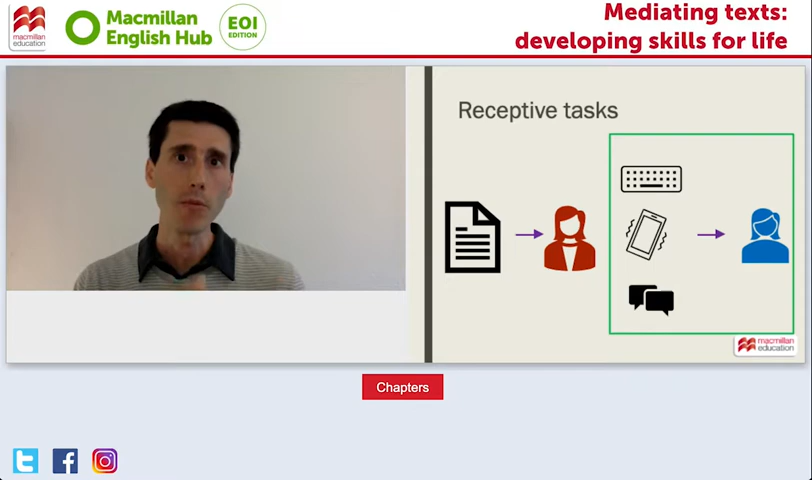 macmillan
education
Macmillan
English Hub
EOI
EDITION
Mediating texts:
developing skills for life
Receptive tasks
macmillan
education
Chapters